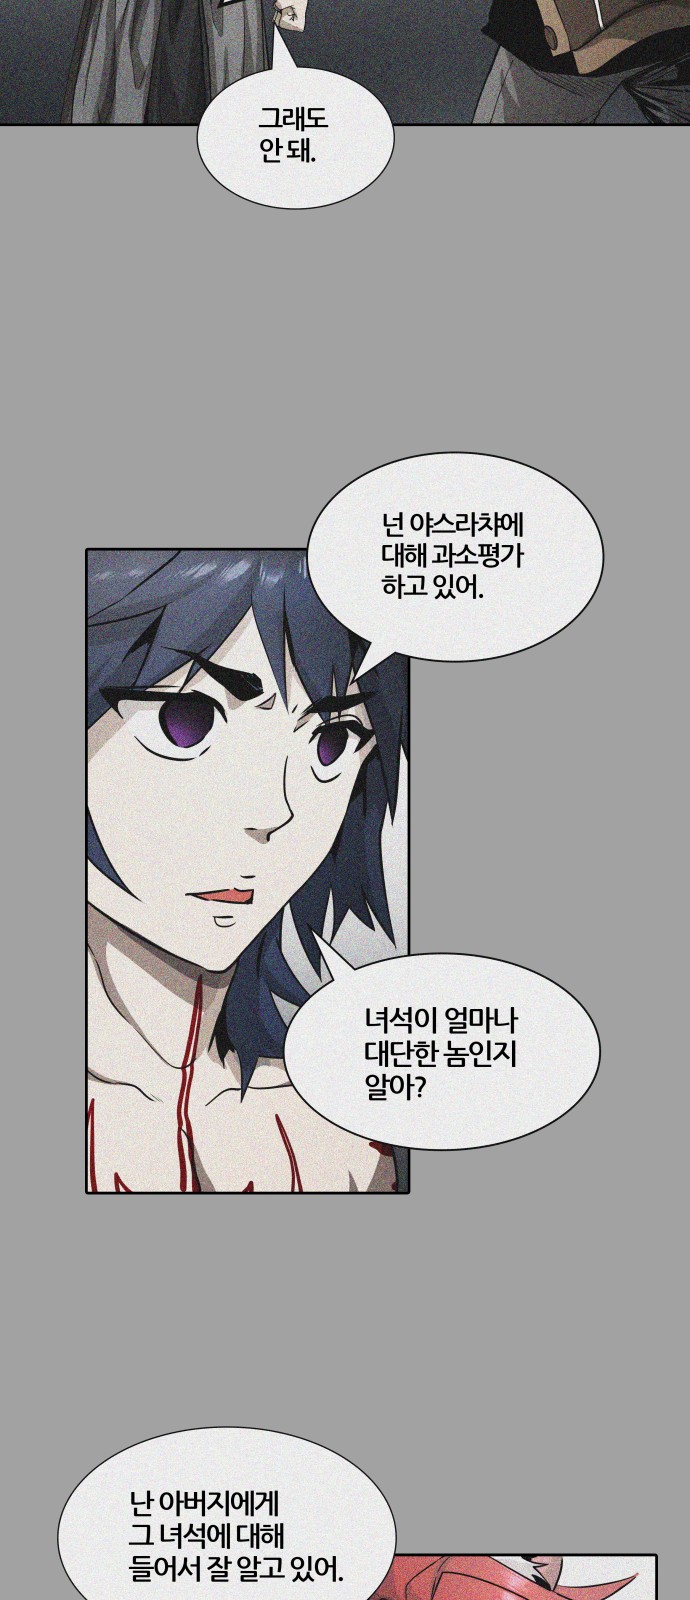 그래도
안 돼.
넌 야스라챠에
대해 과소평가
하고 있어.
녀석이 얼마나
대단한 놈인지
알아?
난 아버지에게
그 녀석에 대해
들어서 잘 알고 있어.